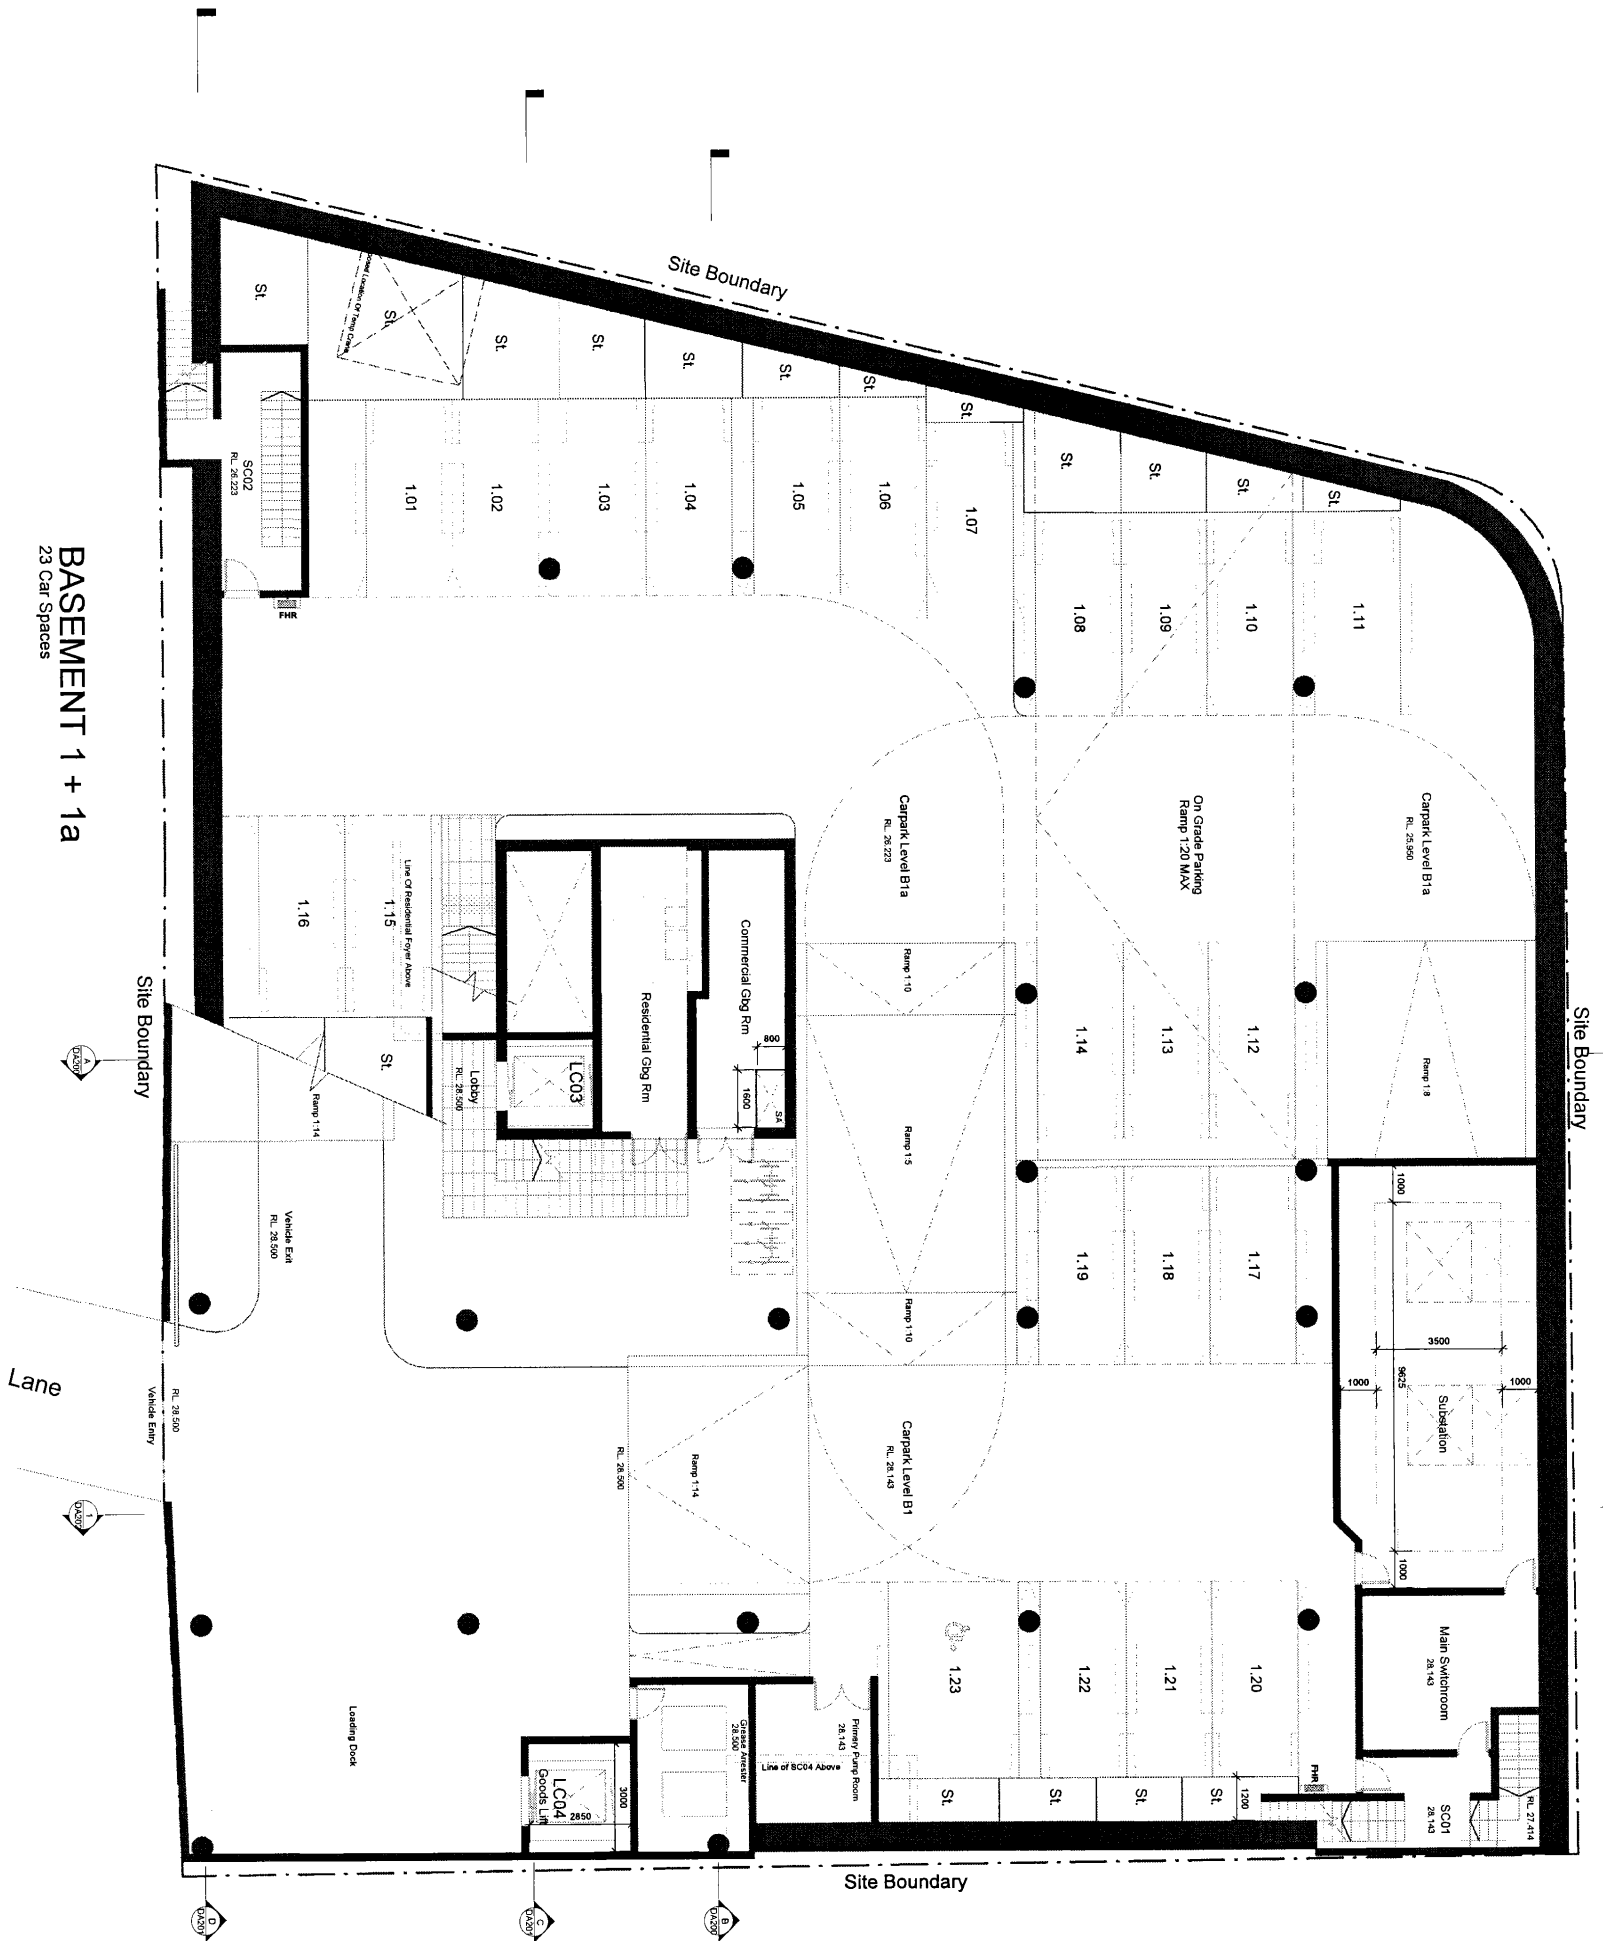 BASEMENT 1 + 1a
23 Car Spaces
Site Boundary
Site Boundary
Site Boundary
Site Boundary
St.
St.
St.
St.
St.
St.
St.
St.
St.
St.
St.
St.
SC02
RL 26.223
FHR
1.01
1.02
1.03
1.04
1.05
1.06
1.07
1.08
1.09
1.10
1.11
Carpark Level B1a
RL. 26.223
On Grade Parking
Ramp 1:20 MAX
Carpark Level B1a
RL. 25.950
1.16
1.15
Line Of Residential Foyer Above
Commercial Gbg Rm
Residential Gbg Rm
800
1600
SA
LC03
Lobby
RL. 28.500
St.
Ramp 1:14
Ramp 1:10
Ramp 1:5
Ramp 1:10
1.14
1.13
1.12
Ramp 1:8
1.19
1.18
1.17
1000
3500
9625
1000
1000
Substation
1000
Vehicle Exit
RL. 28.500
Lane
RL. 28.500
Vehicle Entry
RL. 28.500
Ramp 1:14
Carpark Level B1
RL. 28.143
1.23
1.22
1.21
1.20
Main Switchroom
28.143
Loading Dock
LC04
Goods Lift
2850
3000
Grease Arrester
28.500
Primary Pump Room
28.143
Line of SC04 Above
St.
St.
St.
St.
1200
FHR
SC01
28.143
RL. 27.414
A
DA200
1
D
DA201
C
DA201
B
DA200